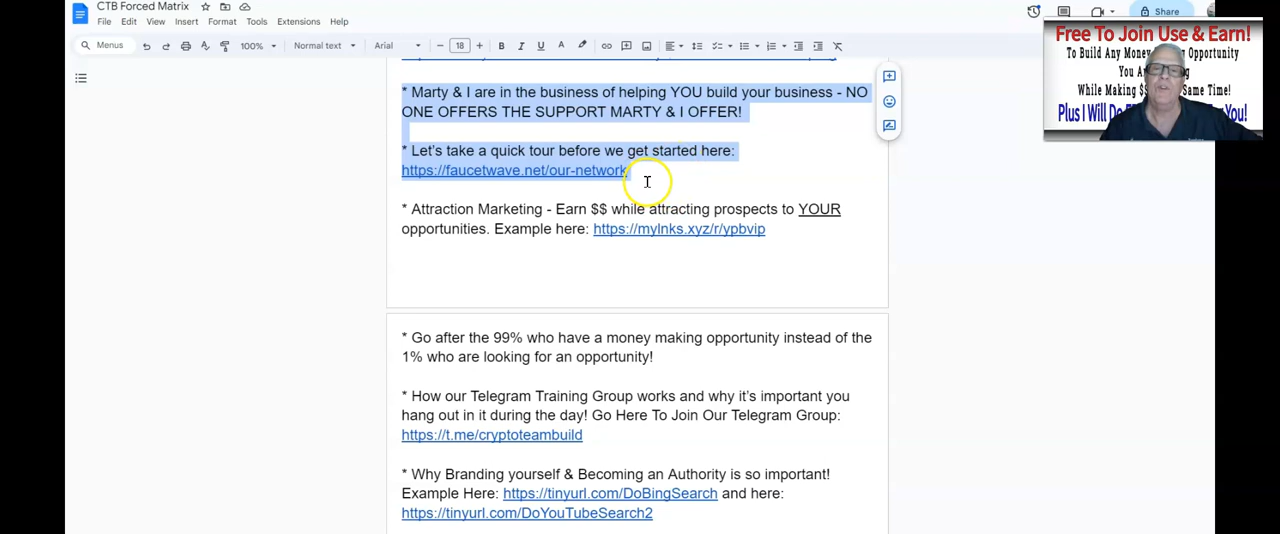 CTB Forced Matrix
File Edit View Insert Format Tools Extensions Help
Share
Menus 100% Normal text Arial 18 B I U A
* Marty & I are in the business of helping YOU build your business - NO
ONE OFFERS THE SUPPORT MARTY & I OFFER!
* Let's take a quick tour before we get started here:
https://faucetwave.net/our-network
* Attraction Marketing - Earn $$ while attracting prospects to YOUR
opportunities. Example here: https://mylnks.xyz/r/ypbvip
* Go after the 99% who have a money making opportunity instead of the
1% who are looking for an opportunity!
* How our Telegram Training Group works and why it's important you
hang out in it during the day! Go Here To Join Our Telegram Group:
https://t.me/cryptoteambuild
* Why Branding yourself & Becoming an Authority is so important!
Example Here: https://tinyurl.com/DoBingSearch and here:
https://tinyurl.com/DoYouTubeSearch2
Free To Join Use & Earn!
To Build Any Money Opportunity
You A
While Making $ Same Time!
Plus I Will Do You!